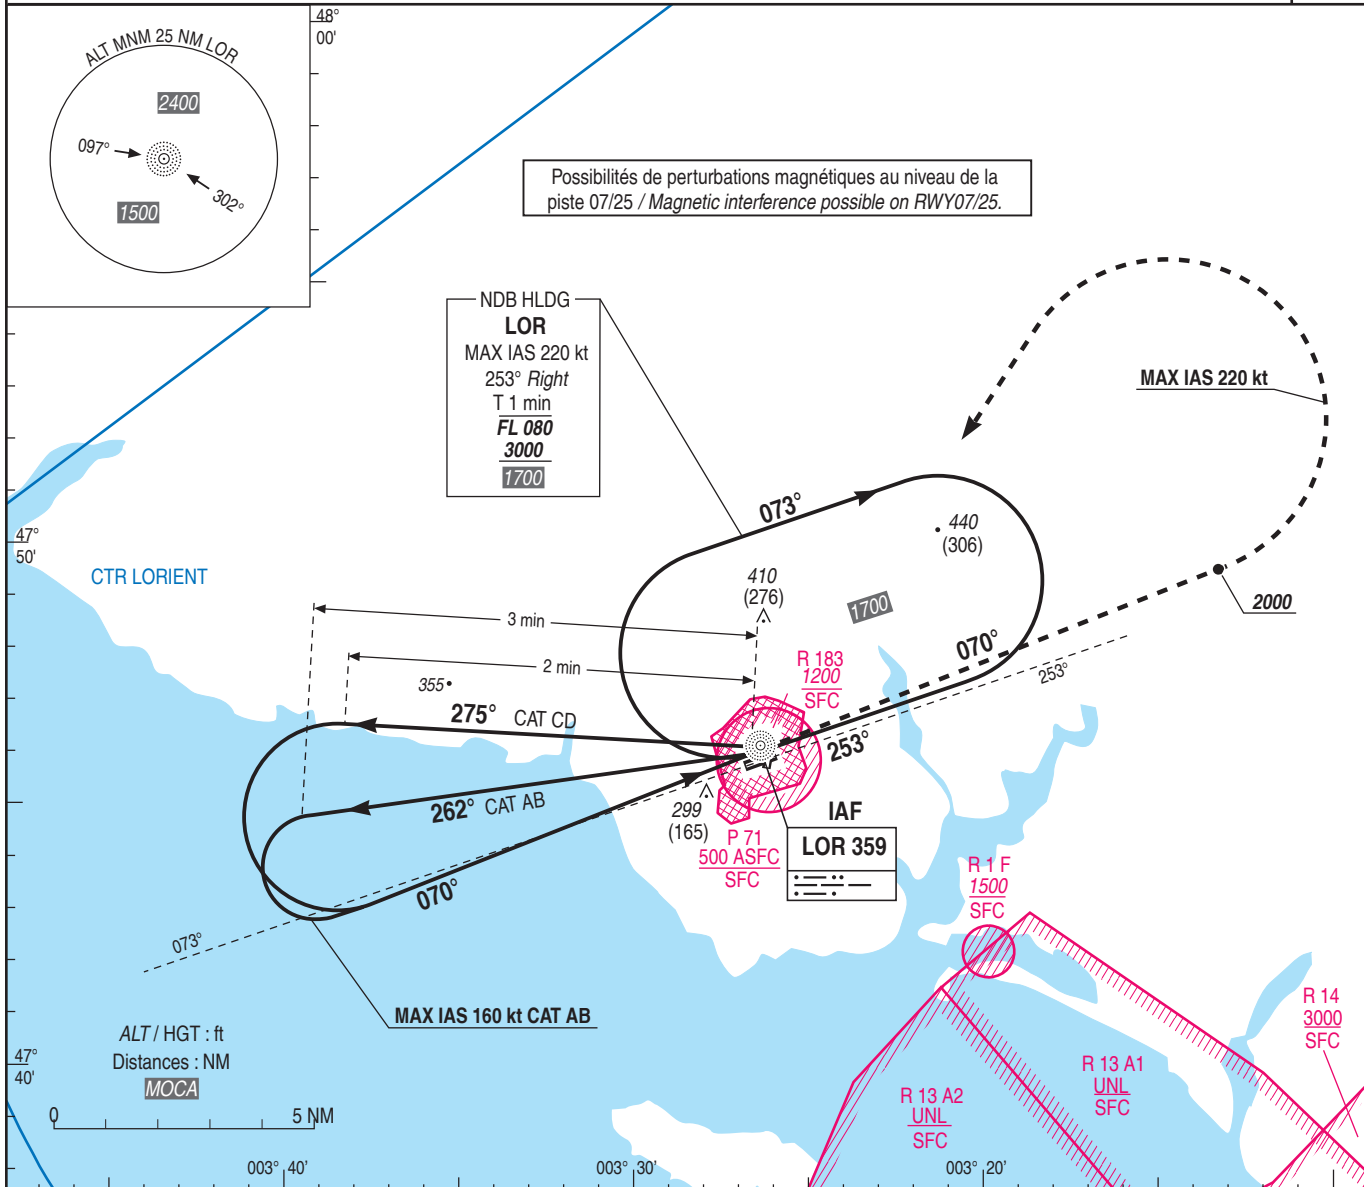 ALT MNM 25 NM LOR
2400
097°
302°
1500
48°
00'
Possibilités de perturbations magnétiques au niveau de la
piste 07/25 / Magnetic interference possible on RWY07/25.
NDB HLDG
LOR
MAX IAS 220 kt
253° Right
T 1 min
FL 080
3000
1700
MAX IAS 220 kt
073°
440
(306)
47°
50'
CTR LORIENT
410
(276)
1700
2000
3 min
070°
2 min
R 183
1200
SFC
253°
355
275° CAT CD
253°
262° CAT AB
299
(165)
IAF
LOR 359
P 71
500 ASFC
SFC
070°
R 1 F
1500
SFC
073°
MAX IAS 160 kt CAT AB
R 14
3000
SFC
ALT / HGT : ft
Distances : NM
MOCA
47°
40'
R 13 A1
UNL
SFC
R 13 A2
UNL
SFC
0
5 NM
003° 40'
003° 30'
003° 20'